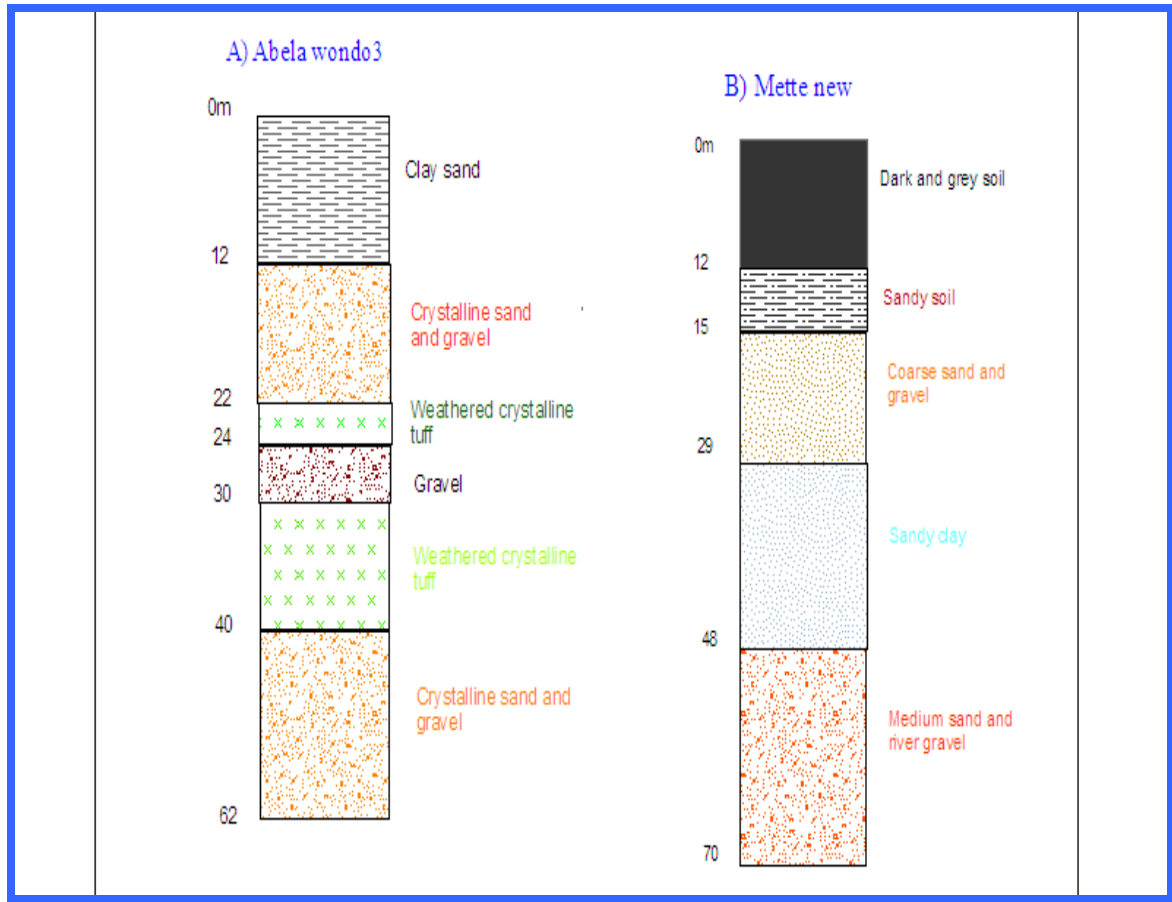 A) Abela wondo3
0m
Clay sand
12
Crystalline sand
and gravel
22
Weathered crystalline
tuff
24
Gravel
30
Weathered crystalline
tuff
40
Crystalline sand and
gravel
62
B) Mette new
0m
Dark and grey soil
12
Sandy soil
15
Coarse sand and
gravel
29
Sandy clay
48
Medium sand and
river gravel
70